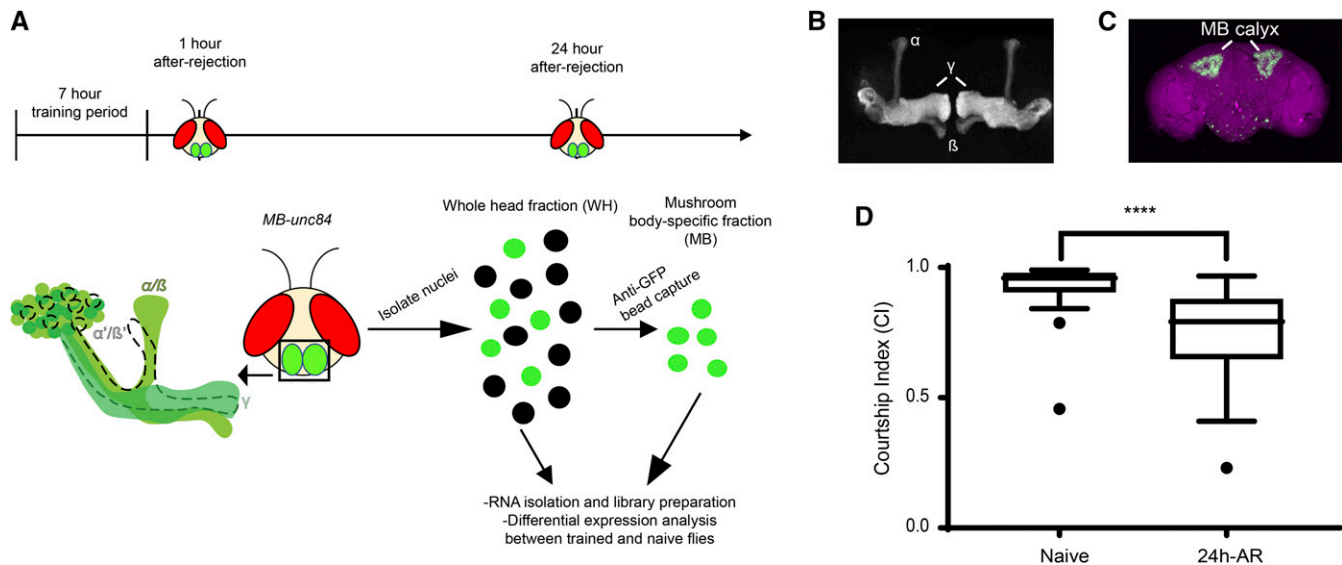 A
1 hour
after-rejection
24 hour
after-rejection
7 hour
training period
MB-unc84
Whole head fraction (WH)
Mushroom
body-specific fraction
(MB)
Isolate nuclei
Anti-GFP
bead capture
α/ß
α'/ß'
γ
-RNA isolation and library preparation
-Differential expression analysis
between trained and naive flies
B
α
γ
ß
C
MB calyx
D
****
Courtship Index (CI)
1.0
0.5
0.0
Naive
24h-AR